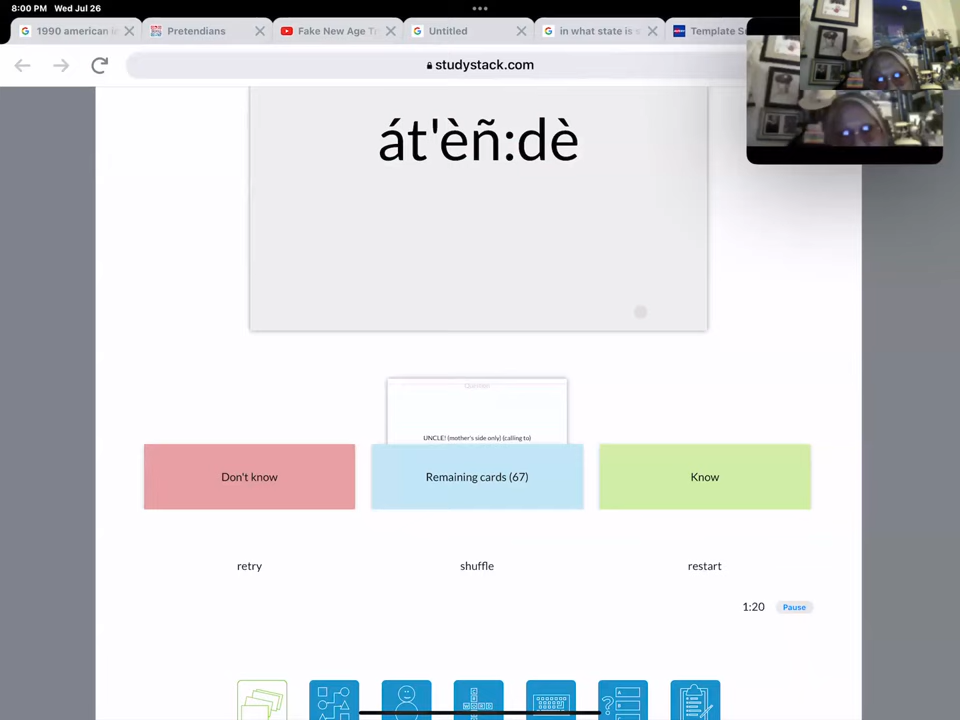 8:00 PM Wed Jul 26
1990 american
Pretendians
Fake New Age
Untitled
in what state is
Template
studystack.com
át'èñ:dè
Question
UNCLE! (mother's side only) (calling to)
Don't know
Remaining cards (67)
Know
retry
shuffle
restart
1:20
Pause